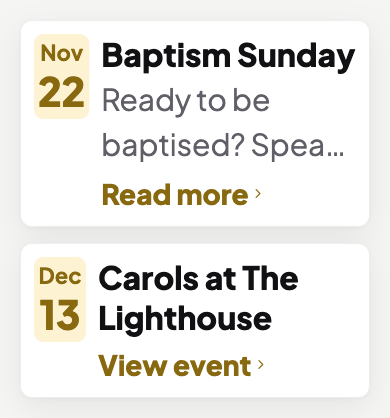 Nov
22
Baptism Sunday
Ready to be
baptised? Spea...
Read more ›
Dec
13
Carols at The
Lighthouse
View event ›